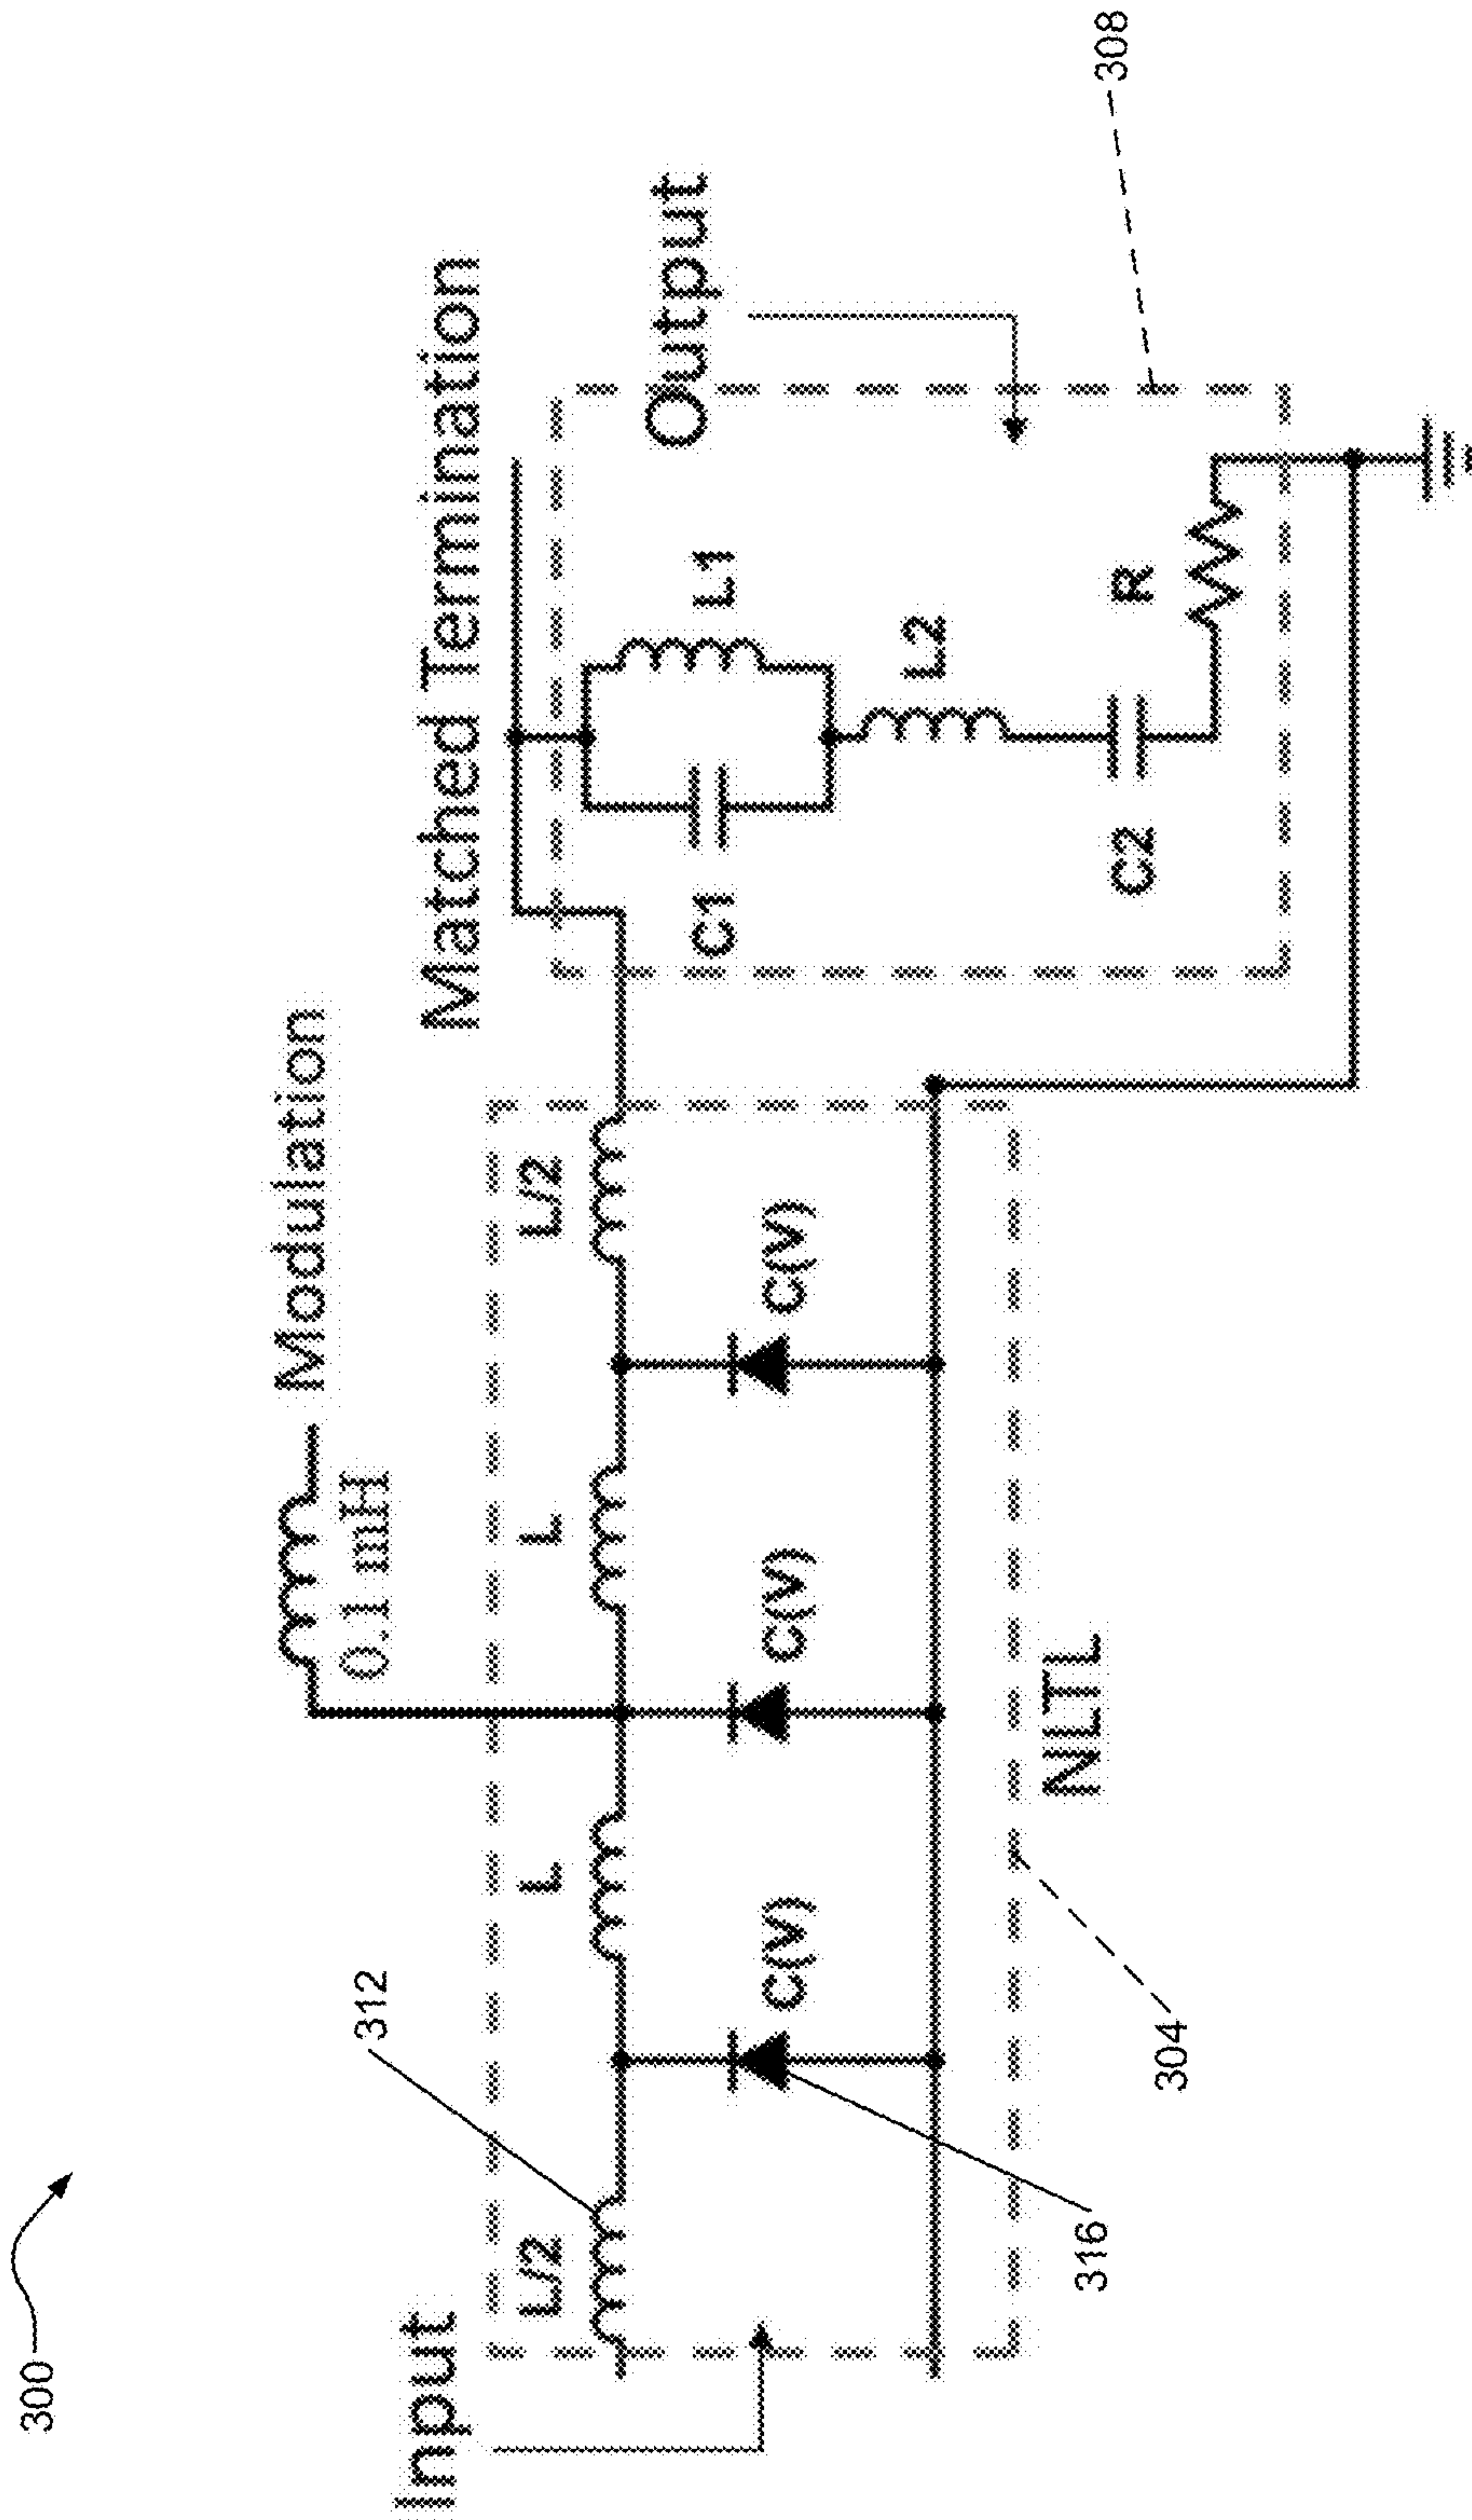 300
Modulation
0.1 mH
312
Input
Matched Termination
L/2
L
L
L/2
Output
C1
L1
C(V)
C(V)
C(V)
L2
316
NLTL
C2
R
308
304